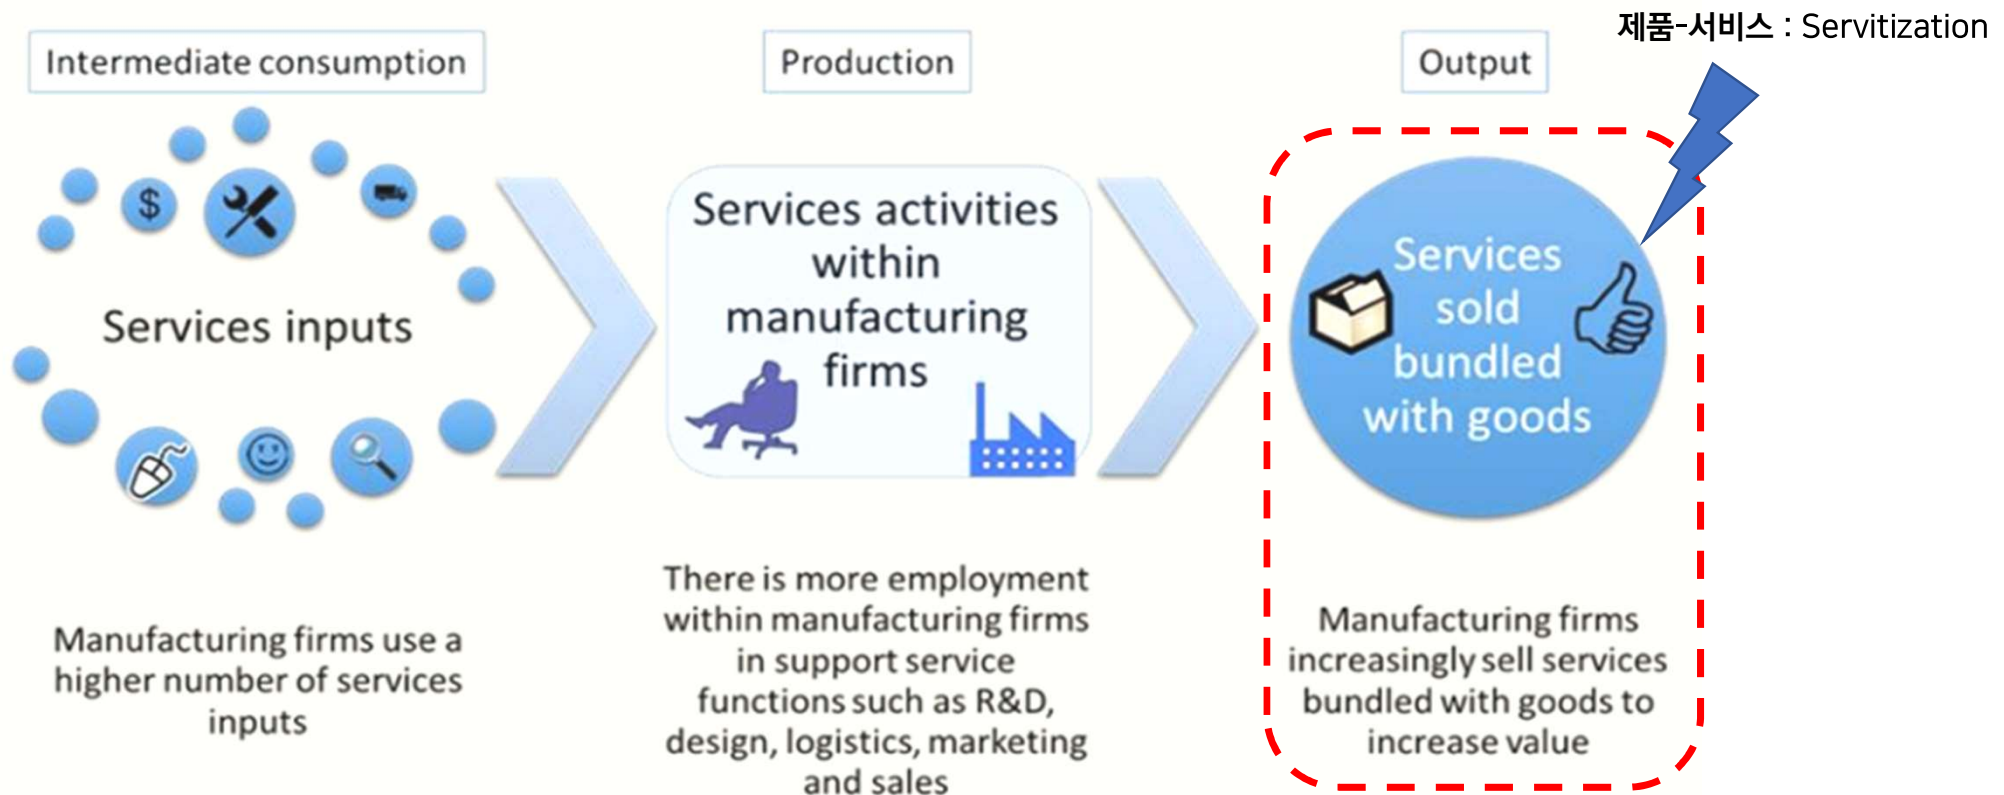 제품-서비스 : Servitization
Intermediate consumption
Production
Output
$
Services inputs
Services activities
within
manufacturing
firms
Services
sold
bundled
with goods
Manufacturing firms use a
higher number of services
inputs
There is more employment
within manufacturing firms
in support service
functions such as R&D,
design, logistics, marketing
and sales
Manufacturing firms
increasingly sell services
bundled with goods to
increase value